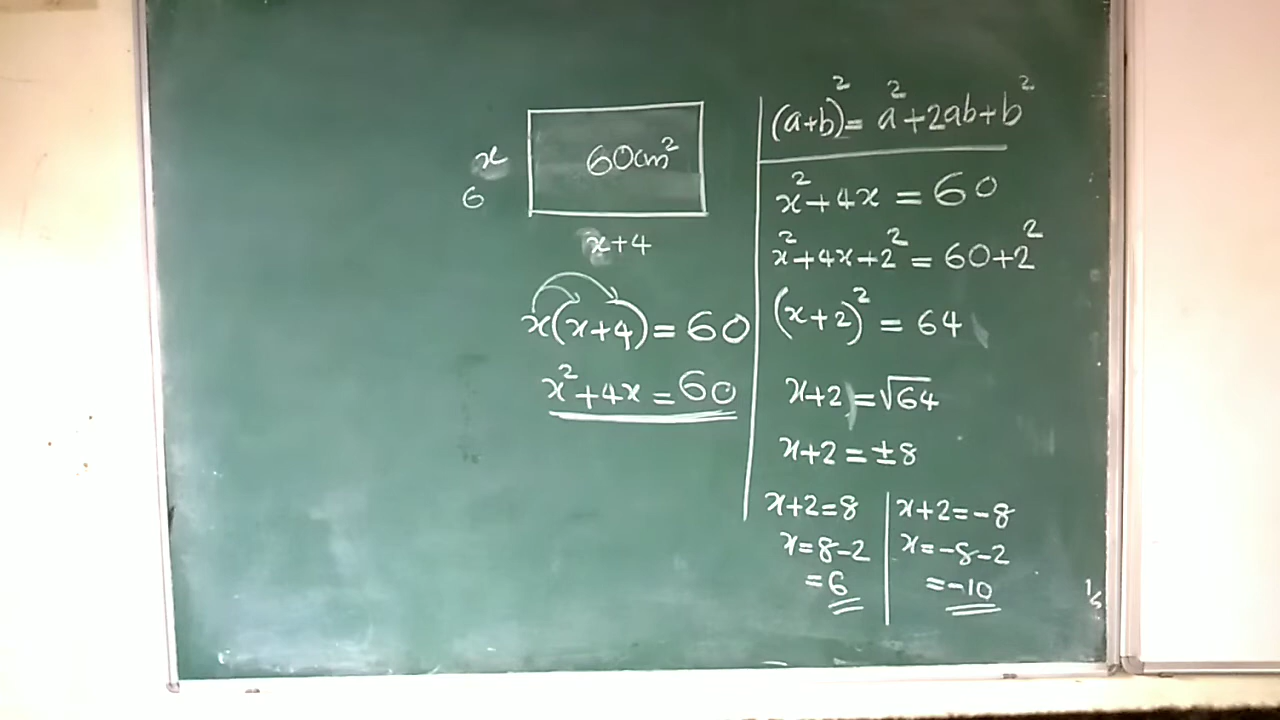 60cm²
x
6
x+4
x(x+4)=60
x²+4x=60
(a+b)²=a²+2ab+b²
x²+4x=60
x²+4x+2²=60+2²
(x+2)²=64
x+2=√64
x+2=±8
x+2=8
x=8-2
=6
x+2=-8
x=-8-2
=-10